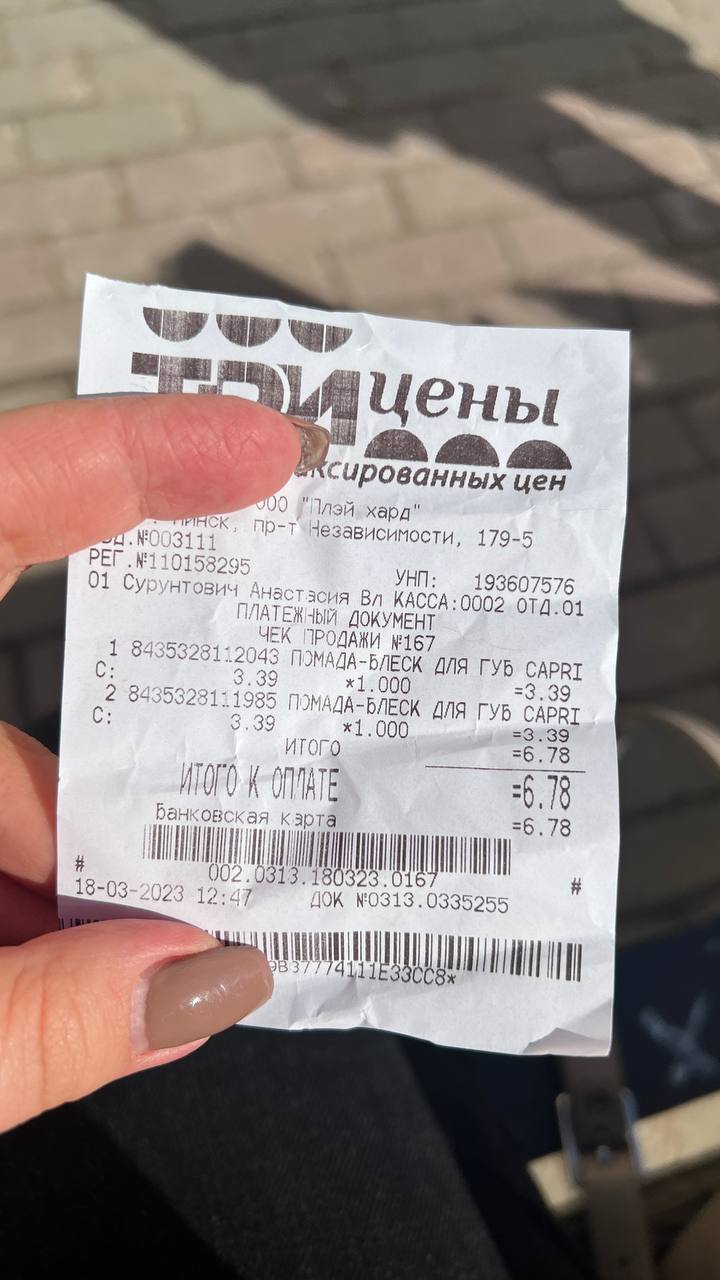 ТРИ цены
фиксированных цен
ООО "Плэй хард"
г. Минск, пр-т Независимости, 179-5
№003111
РЕГ.№110158295 УНП: 193607576
01 Сурунтович Анастасия Вл КАССА:0002 ОТД.01
ПЛАТЕЖНЫЙ ДОКУМЕНТ
ЧЕК ПРОДАЖИ №167
1 8435328112043 ПОМАДА-БЛЕСК ДЛЯ ГУБ CAPRI
С: 3.39 *1.000 =3.39
2 8435328111985 ПОМАДА-БЛЕСК ДЛЯ ГУБ CAPRI
С: 3.39 *1.000 =3.39
ИТОГО =6.78
ИТОГО К ОПЛАТЕ =6.78
Банковская карта =6.78
002.0313.180323.0167
# #
18-03-2023 12:47 ДОК №0313.0335255
9B37774111E33CC8*